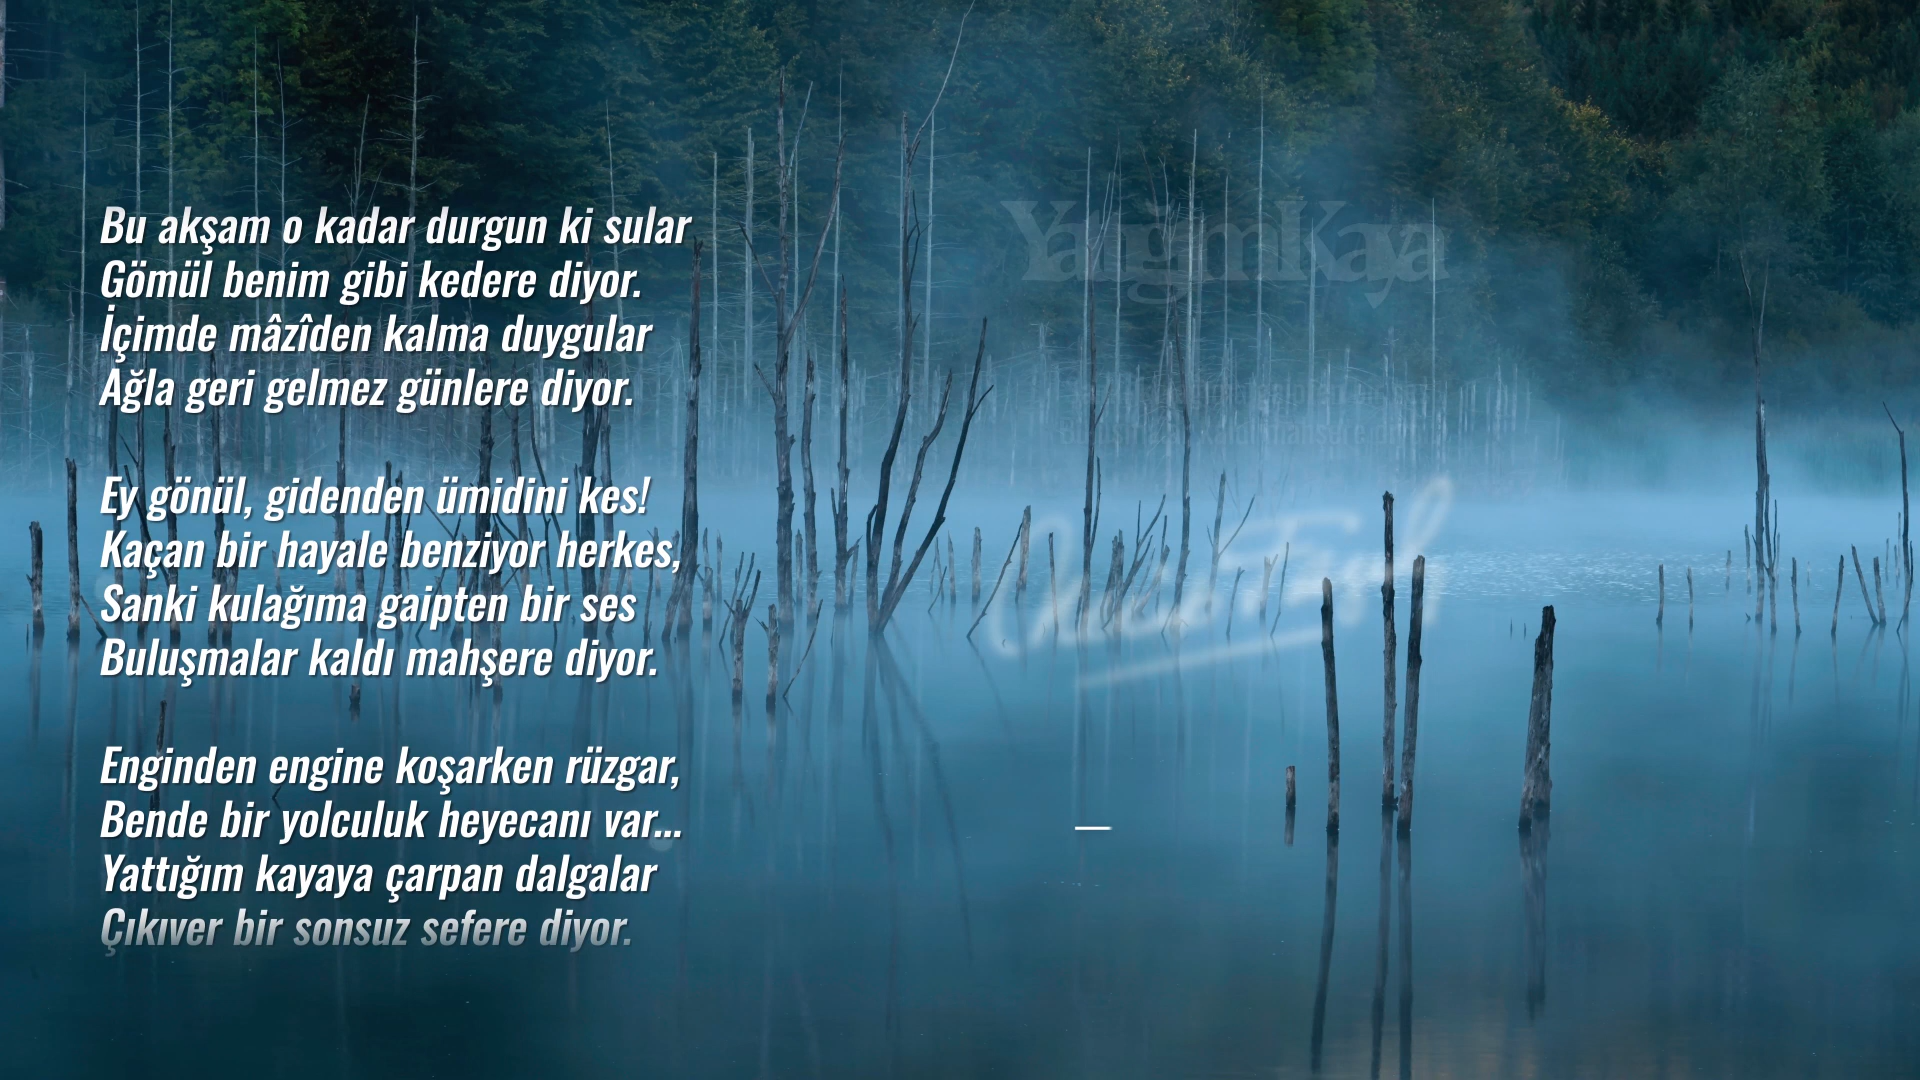 Bu akşam o kadar durgun ki sular
Gömül benim gibi kedere diyor.
İçimde mâzîden kalma duygular
Ağla geri gelmez günlere diyor.
Ey gönül, gidenden ümidini kes!
Kaçan bir hayale benziyor herkes,
Sanki kulağıma gaipten bir ses
Buluşmalar kaldı mahşere diyor.
Enginden engine koşarken rüzgar,
Bende bir yolculuk heyecanı var...
Yattığım kayaya çarpan dalgalar
Çıkıver bir sonsuz sefere diyor.